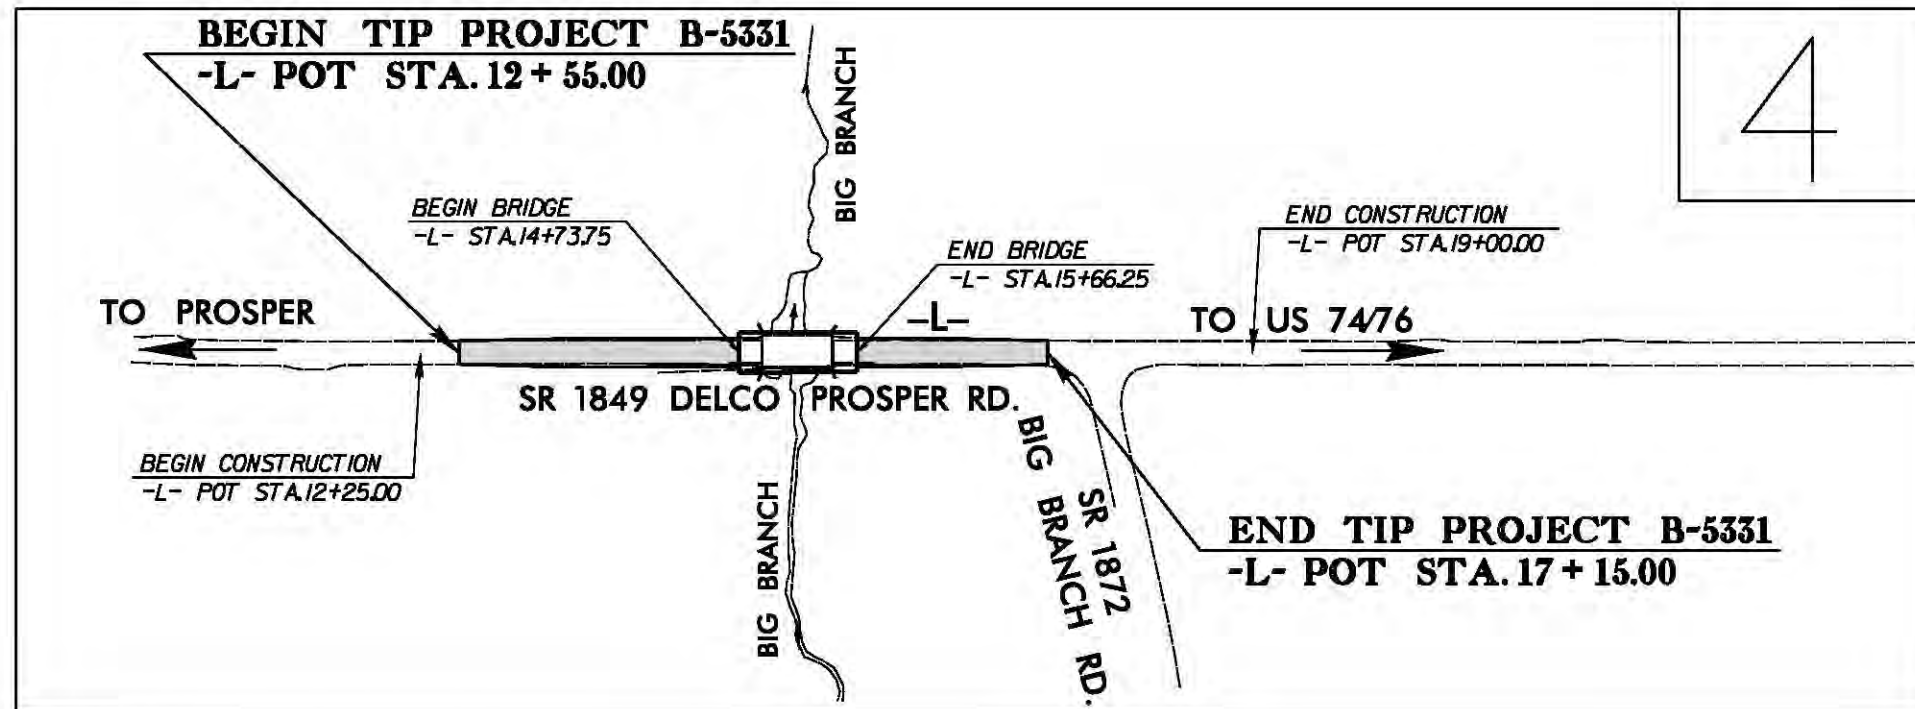 BEGIN TIP PROJECT B-5331
-L- POT STA. 12 + 55.00
4
BIG BRANCH
BEGIN BRIDGE
-L- STA.14+73.75
END BRIDGE
-L- STA.15+66.25
END CONSTRUCTION
-L- POT STA.19+00.00
TO PROSPER
-L-
TO US 74/76
SR 1849 DELCO PROSPER RD.
BEGIN CONSTRUCTION
-L- POT STA.12+25.00
BIG BRANCH
SR 1872
BIG BRANCH RD.
END TIP PROJECT B-5331
-L- POT STA. 17 + 15.00